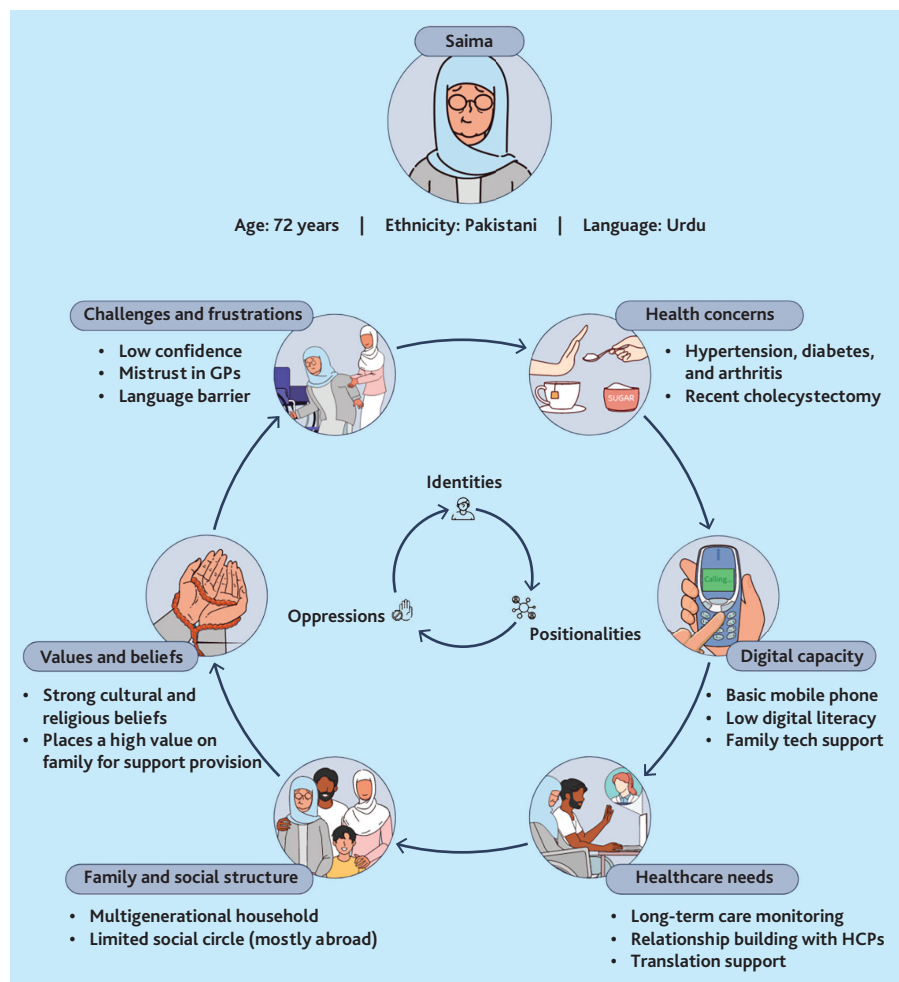 Saima
Age: 72 years | Ethnicity: Pakistani | Language: Urdu
Challenges and frustrations
• Low confidence
• Mistrust in GPs
• Language barrier
Health concerns
• Hypertension, diabetes,
and arthritis
• Recent cholecystectomy
SUGAR
Identities
Oppressions
Positionalities
Calling...
Values and beliefs
• Strong cultural and
religious beliefs
• Places a high value on
family for support provision
Digital capacity
• Basic mobile phone
• Low digital literacy
• Family tech support
Family and social structure
• Multigenerational household
• Limited social circle (mostly abroad)
Healthcare needs
• Long-term care monitoring
• Relationship building with HCPs
• Translation support